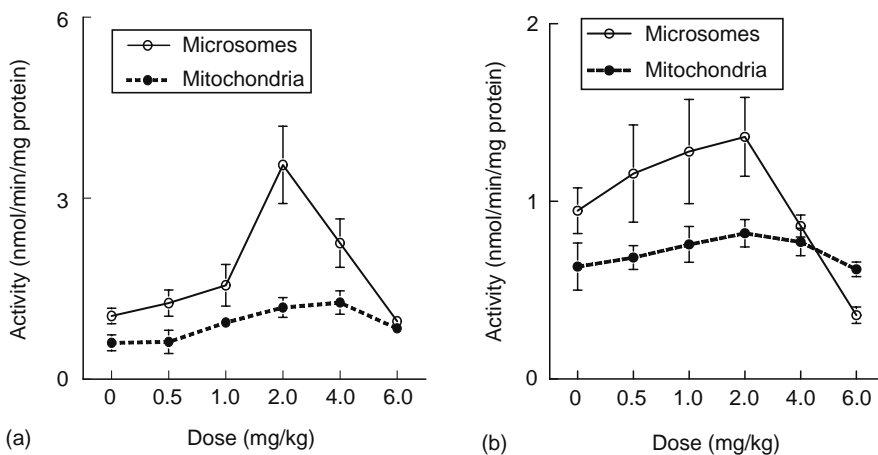 6
Microsomes
Mitochondria
3
0
Activity (nmol/min/mg protein)
0 0.5 1.0 2.0 4.0 6.0
Dose (mg/kg)
(a)
2
Microsomes
Mitochondria
1
0
Activity (nmol/min/mg protein)
0 0.5 1.0 2.0 4.0 6.0
Dose (mg/kg)
(b)